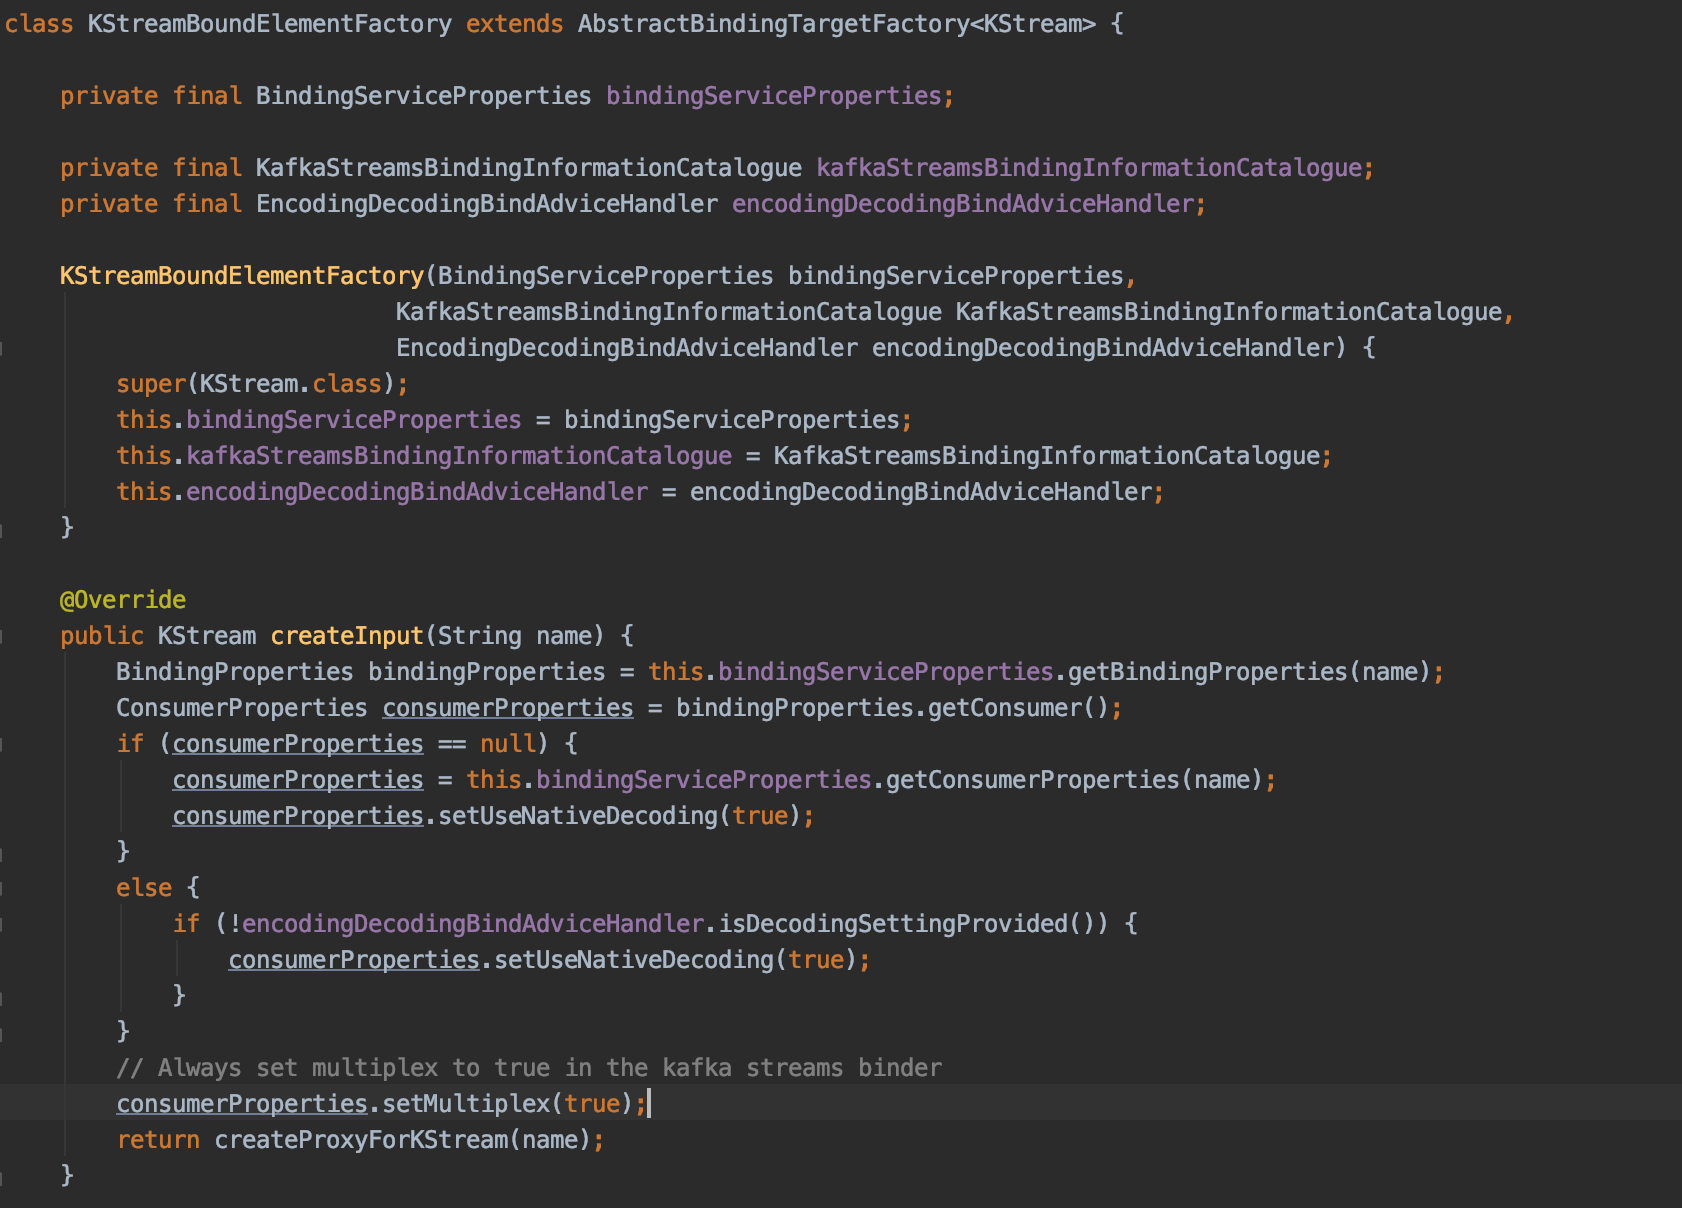 class KStreamBoundElementFactory extends AbstractBindingTargetFactory<KStream> {
private final BindingServiceProperties bindingServiceProperties;
private final KafkaStreamsBindingInformationCatalogue kafkaStreamsBindingInformationCatalogue;
private final EncodingDecodingBindAdviceHandler encodingDecodingBindAdviceHandler;
KStreamBoundElementFactory(BindingServiceProperties bindingServiceProperties,
KafkaStreamsBindingInformationCatalogue KafkaStreamsBindingInformationCatalogue,
EncodingDecodingBindAdviceHandler encodingDecodingBindAdviceHandler) {
super(KStream.class);
this.bindingServiceProperties = bindingServiceProperties;
this.kafkaStreamsBindingInformationCatalogue = KafkaStreamsBindingInformationCatalogue;
this.encodingDecodingBindAdviceHandler = encodingDecodingBindAdviceHandler;
}
@Override
public KStream createInput(String name) {
BindingProperties bindingProperties = this.bindingServiceProperties.getBindingProperties(name);
ConsumerProperties consumerProperties = bindingProperties.getConsumer();
if (consumerProperties == null) {
consumerProperties = this.bindingServiceProperties.getConsumerProperties(name);
consumerProperties.setUseNativeDecoding(true);
}
else {
if (!encodingDecodingBindAdviceHandler.isDecodingSettingProvided()) {
consumerProperties.setUseNativeDecoding(true);
}
}
// Always set multiplex to true in the kafka streams binder
consumerProperties.setMultiplex(true);
return createProxyForKStream(name);
}